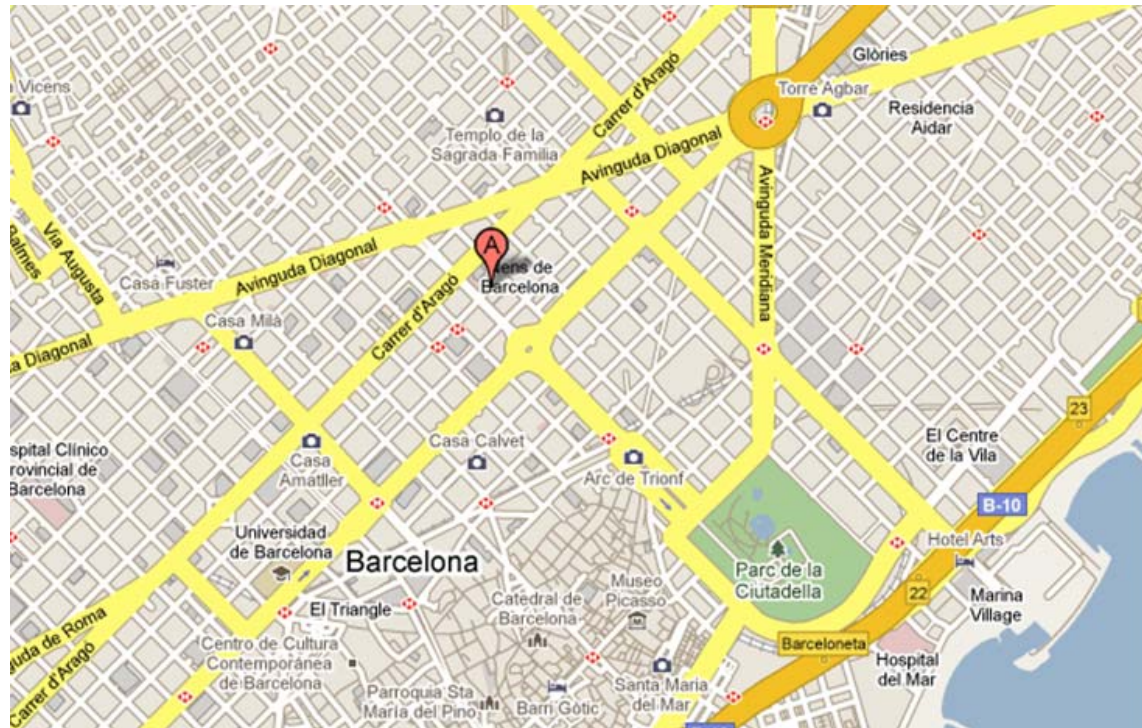 Glòries
Carrer d'Aragó
Vicens
Torre Agbar
Residencia
Aidar
Templo de la
Sagrada Familia
Avinguda Diagonal
Balmes
Via Augusta
Avinguda Meridiana
A
Casa Fuster
Avinguda Diagonal
Barcelona
Casa Milà
Carrer d'Aragó
Diagonal
23
Casa Calvet
El Centre
de la Vila
Casa
Amatller
Hospital Clínico
Provincial de
Barcelona
Arc de Trionf
B-10
Universidad
de Barcelona
Hotel Arts
Barcelona
Parc de la
Ciutadella
Museo
Picasso
22
Marina
Village
El Triangle
Catedral de
Barcelona
Barceloneta
Centro de Cultura
Contemporánea
de Barcelona
de Roma
Hospital
del Mar
Carrer d'Aragó
Santa Maria
del Mar
Parroquia Sta
María del Pino
Barri Gòtic